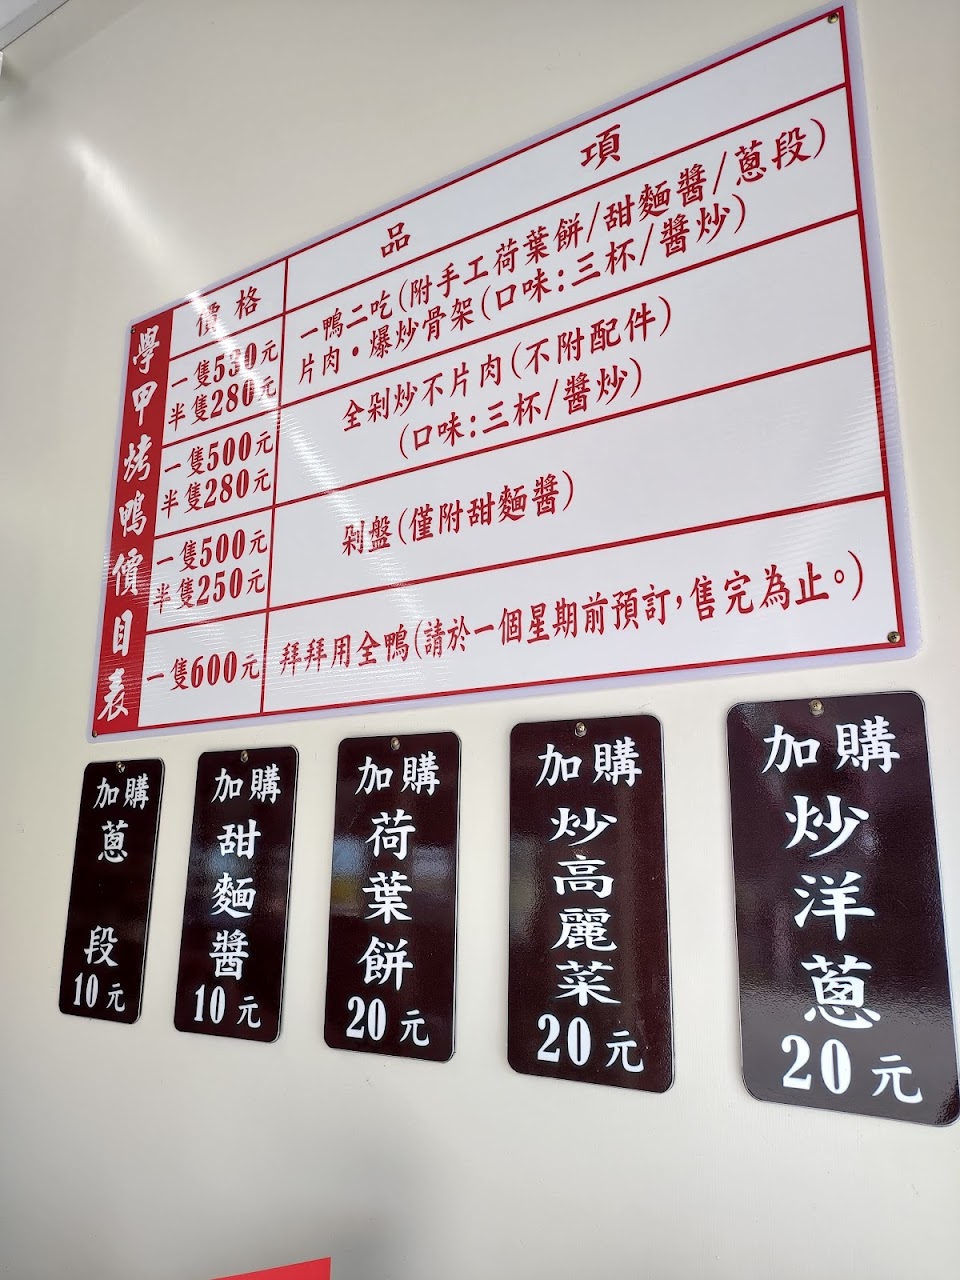 學甲烤鴨價目表
價格
品項
一隻530元
半隻280元
一鴨二吃(附手工荷葉餅/甜麵醬/蔥段)
片肉·爆炒骨架(口味:三杯/醬炒)
一隻500元
半隻280元
全剁炒不片肉(不附配件)
(口味:三杯/醬炒)
一隻500元
半隻250元
剁盤(僅附甜麵醬)
一隻600元
拜拜用全鴨(請於一個星期前預訂,售完為止。)
加購
蔥段
10元
加購
甜麵醬
10元
加購
荷葉餅
20元
加購
炒高麗菜
20元
加購
炒洋蔥
20元